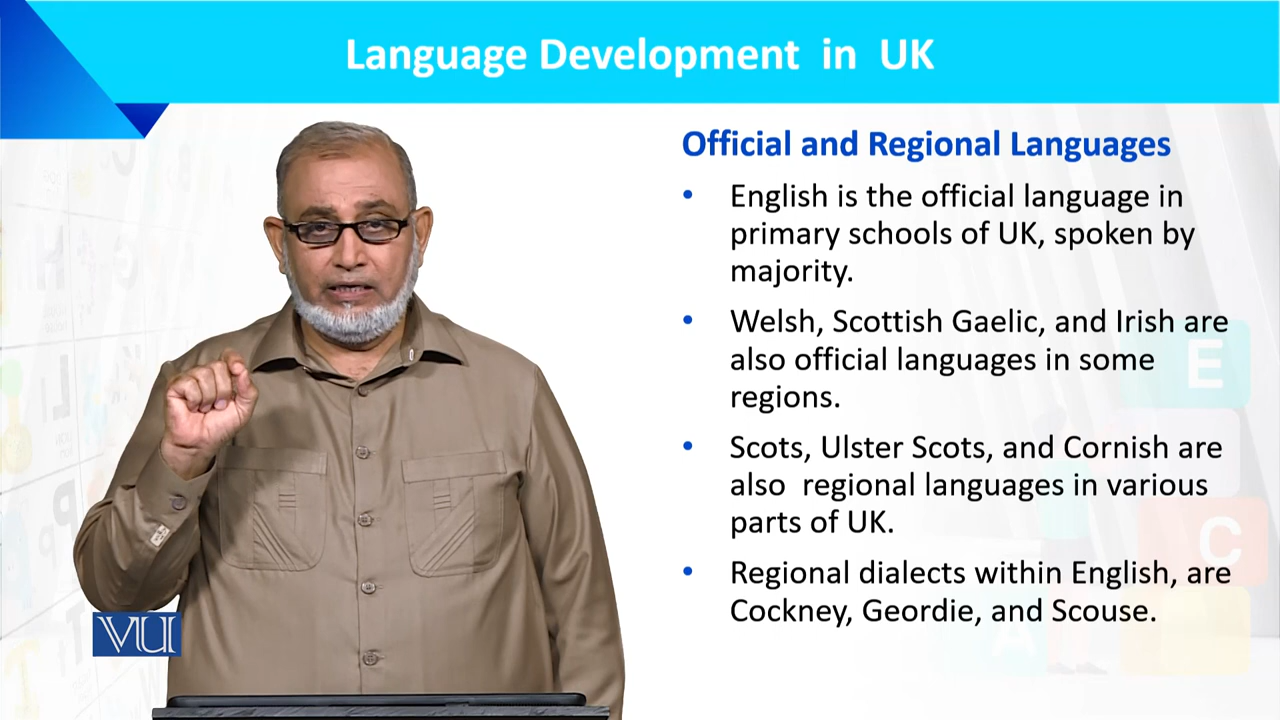 Language Development in UK
Official and Regional Languages
• English is the official language in
primary schools of UK, spoken by
majority.
• Welsh, Scottish Gaelic, and Irish are
also official languages in some
regions.
• Scots, Ulster Scots, and Cornish are
also regional languages in various
parts of UK.
• Regional dialects within English, are
Cockney, Geordie, and Scouse.
VU
E
C
A